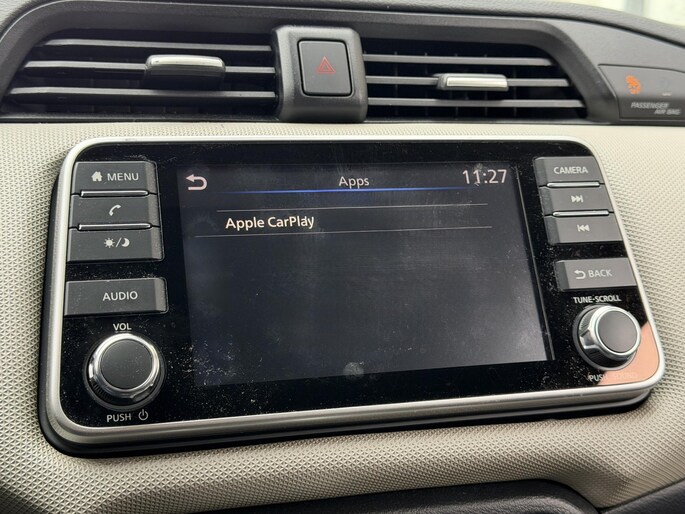 PASSENGER
AIR BAG
MENU
CAMERA
Apps
11:27
Apple CarPlay
BACK
AUDIO
VOL
TUNE·SCROLL
PUSH